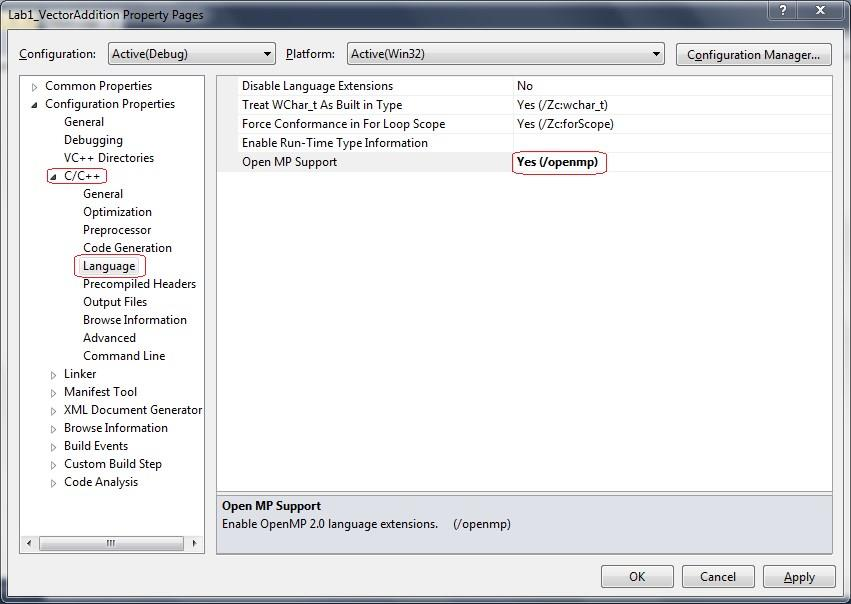 Lab1_VectorAddition Property Pages
Configuration: Active(Debug) Platform: Active(Win32) Configuration Manager...
Common Properties
Configuration Properties
General
Debugging
VC++ Directories
C/C++
General
Optimization
Preprocessor
Code Generation
Language
Precompiled Headers
Output Files
Browse Information
Advanced
Command Line
Linker
Manifest Tool
XML Document Generator
Browse Information
Build Events
Custom Build Step
Code Analysis
Disable Language Extensions No
Treat WChar_t As Built in Type Yes (/Zc:wchar_t)
Force Conformance in For Loop Scope Yes (/Zc:forScope)
Enable Run-Time Type Information
Open MP Support Yes (/openmp)
Open MP Support
Enable OpenMP 2.0 language extensions. (/openmp)
OK Cancel Apply